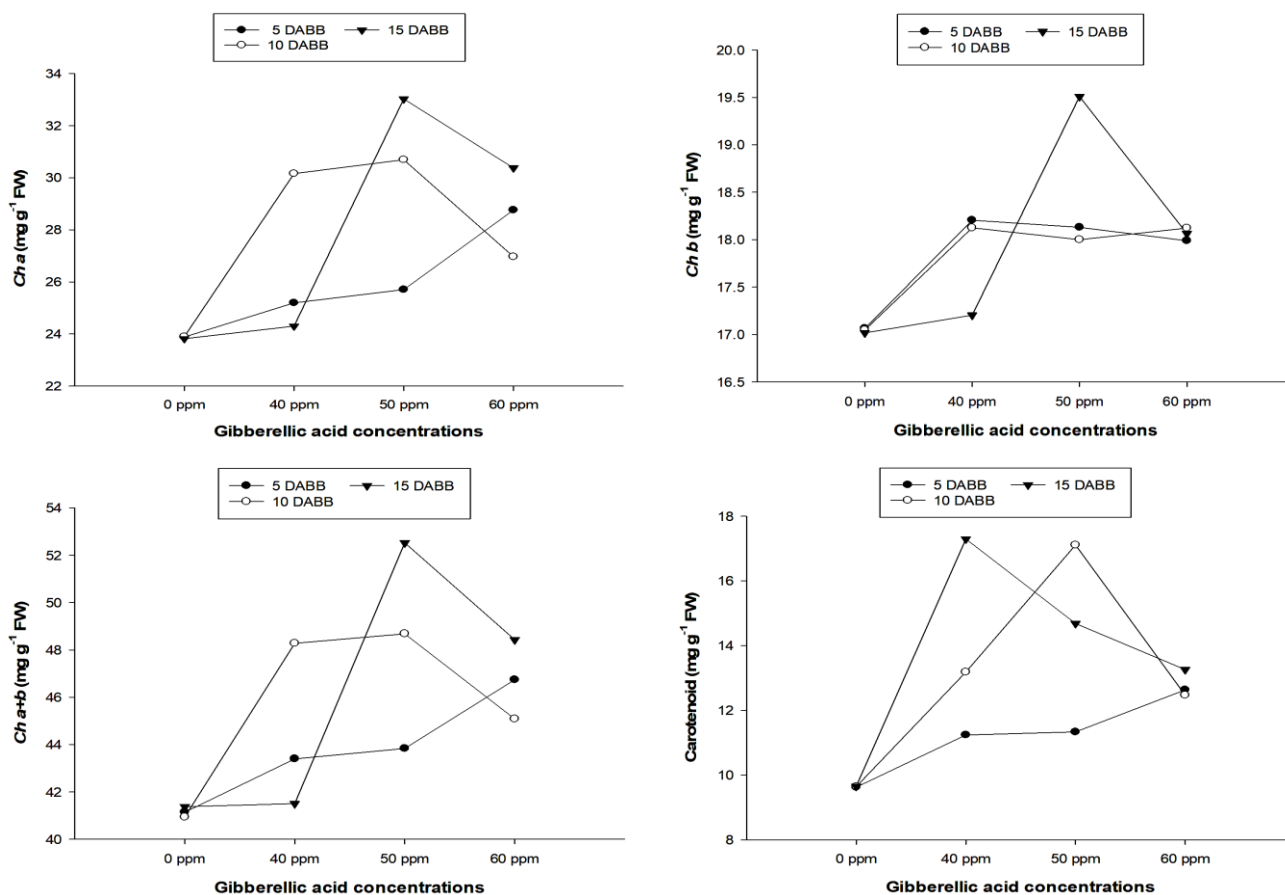 5 DABB 15 DABB
10 DABB
34
32
30
28
26
24
22
Ch a (mg g-1 FW)
0 ppm 40 ppm 50 ppm 60 ppm
Gibberellic acid concentrations
5 DABB 15 DABB
10 DABB
20.0
19.5
19.0
18.5
18.0
17.5
17.0
16.5
Ch b (mg g-1 FW)
0 ppm 40 ppm 50 ppm 60 ppm
Gibberellic acid concentrations
5 DABB 15 DABB
10 DABB
54
52
50
48
46
44
42
40
Ch a+b (mg g-1 FW)
0 ppm 40 ppm 50 ppm 60 ppm
Gibberellic acid concentrations
5 DABB 15 DABB
10 DABB
18
16
14
12
10
8
Carotenoid (mg g-1 FW)
0 ppm 40 ppm 50 ppm 60 ppm
Gibberellic acid concentrations